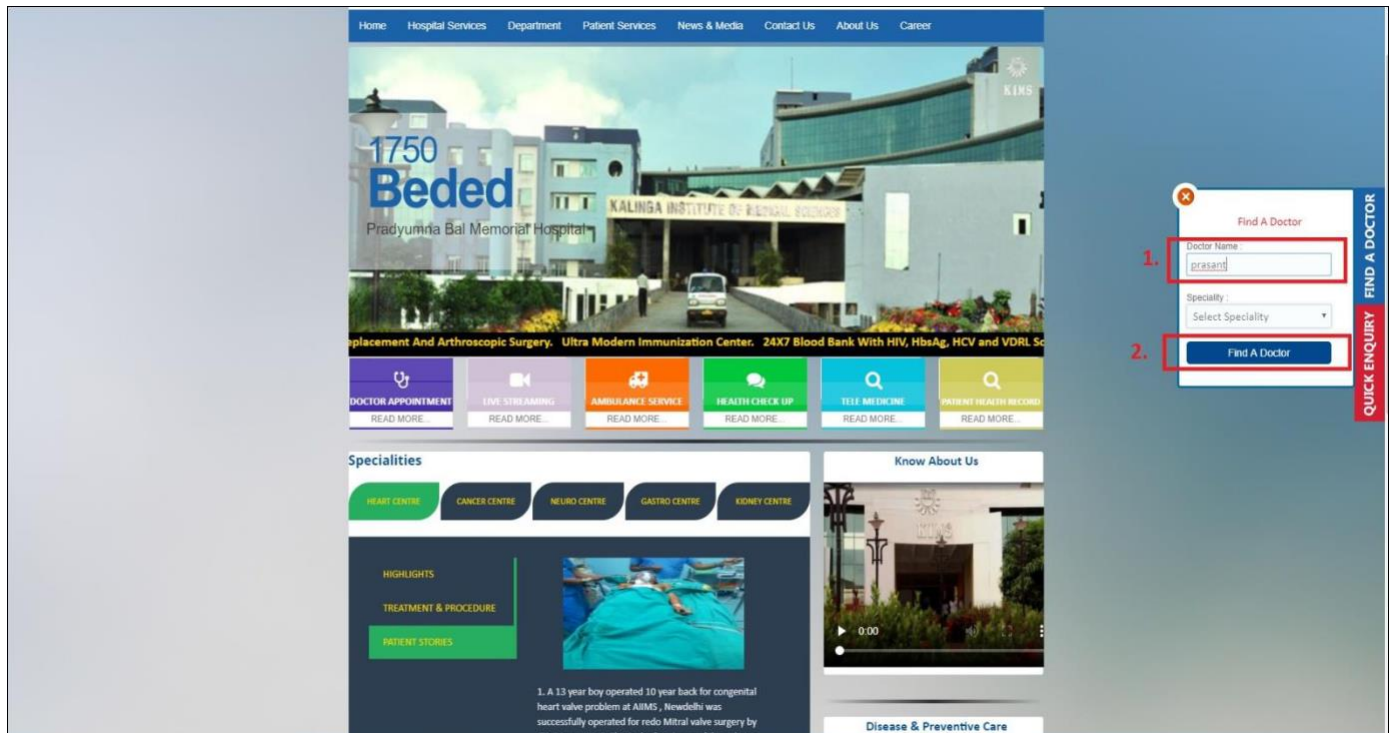 Home Hospital Services Department Patient Services News & Media Contact Us About Us Career
KIMS
1750
Beded
Pradyumna Bal Memorial Hospital
KALINGA INSTITUTE OF MEDICAL SCIENCES
eplacement And Arthroscopic Surgery. Ultra Modern Immunization Center. 24X7 Blood Bank With HIV, HbsAg, HCV and VDRL Sc
DOCTOR APPOINTMENT LIVE STREAMING AMBULANCE SERVICE HEALTH CHECK UP TELE MEDICINE PATIENT HEALTH RECORD
READ MORE... READ MORE... READ MORE... READ MORE... READ MORE... READ MORE...
Find A Doctor
Doctor Name :
1.
prasant
Speciality :
Select Speciality
2.
Find A Doctor
FIND A DOCTOR
QUICK ENQUIRY
Specialities
HEART CENTRE CANCER CENTRE NEURO CENTRE GASTRO CENTRE KIDNEY CENTRE
HIGHLIGHTS
TREATMENT & PROCEDURE
PATIENT STORIES
1. A 13 year boy operated 10 year back for congenital
heart valve problem at AIIMS , Newdelhi was
successfully operated for redo Mitral valve surgery by
Know About Us
KIMS
0:00
Disease & Preventive Care